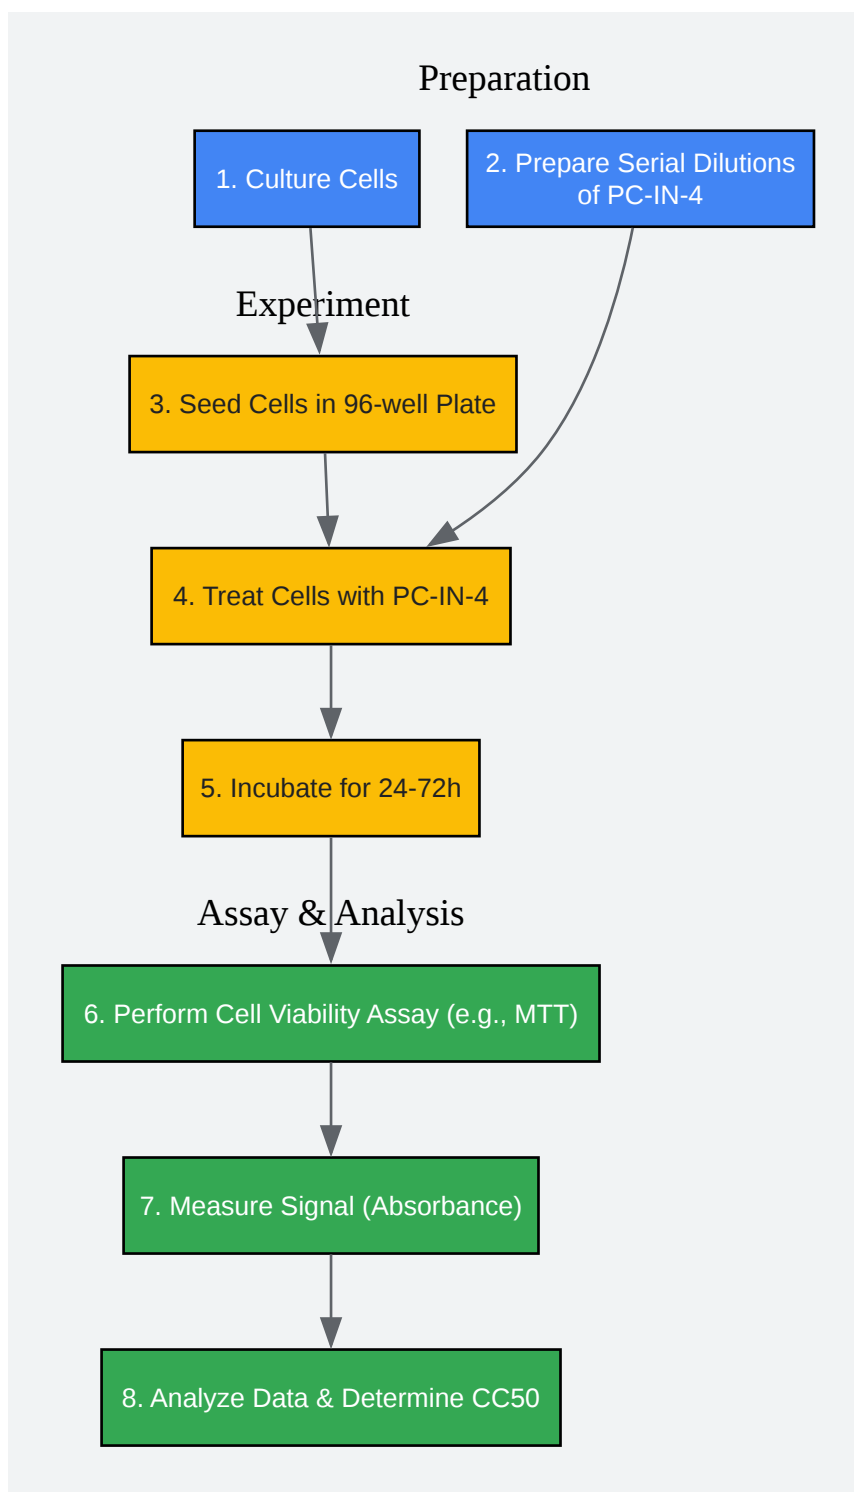 Preparation
1. Culture Cells
2. Prepare Serial Dilutions
of PC-IN-4
Experiment
3. Seed Cells in 96-well Plate
4. Treat Cells with PC-IN-4
5. Incubate for 24-72h
Assay & Analysis
6. Perform Cell Viability Assay (e.g., MTT)
7. Measure Signal (Absorbance)
8. Analyze Data & Determine CC50